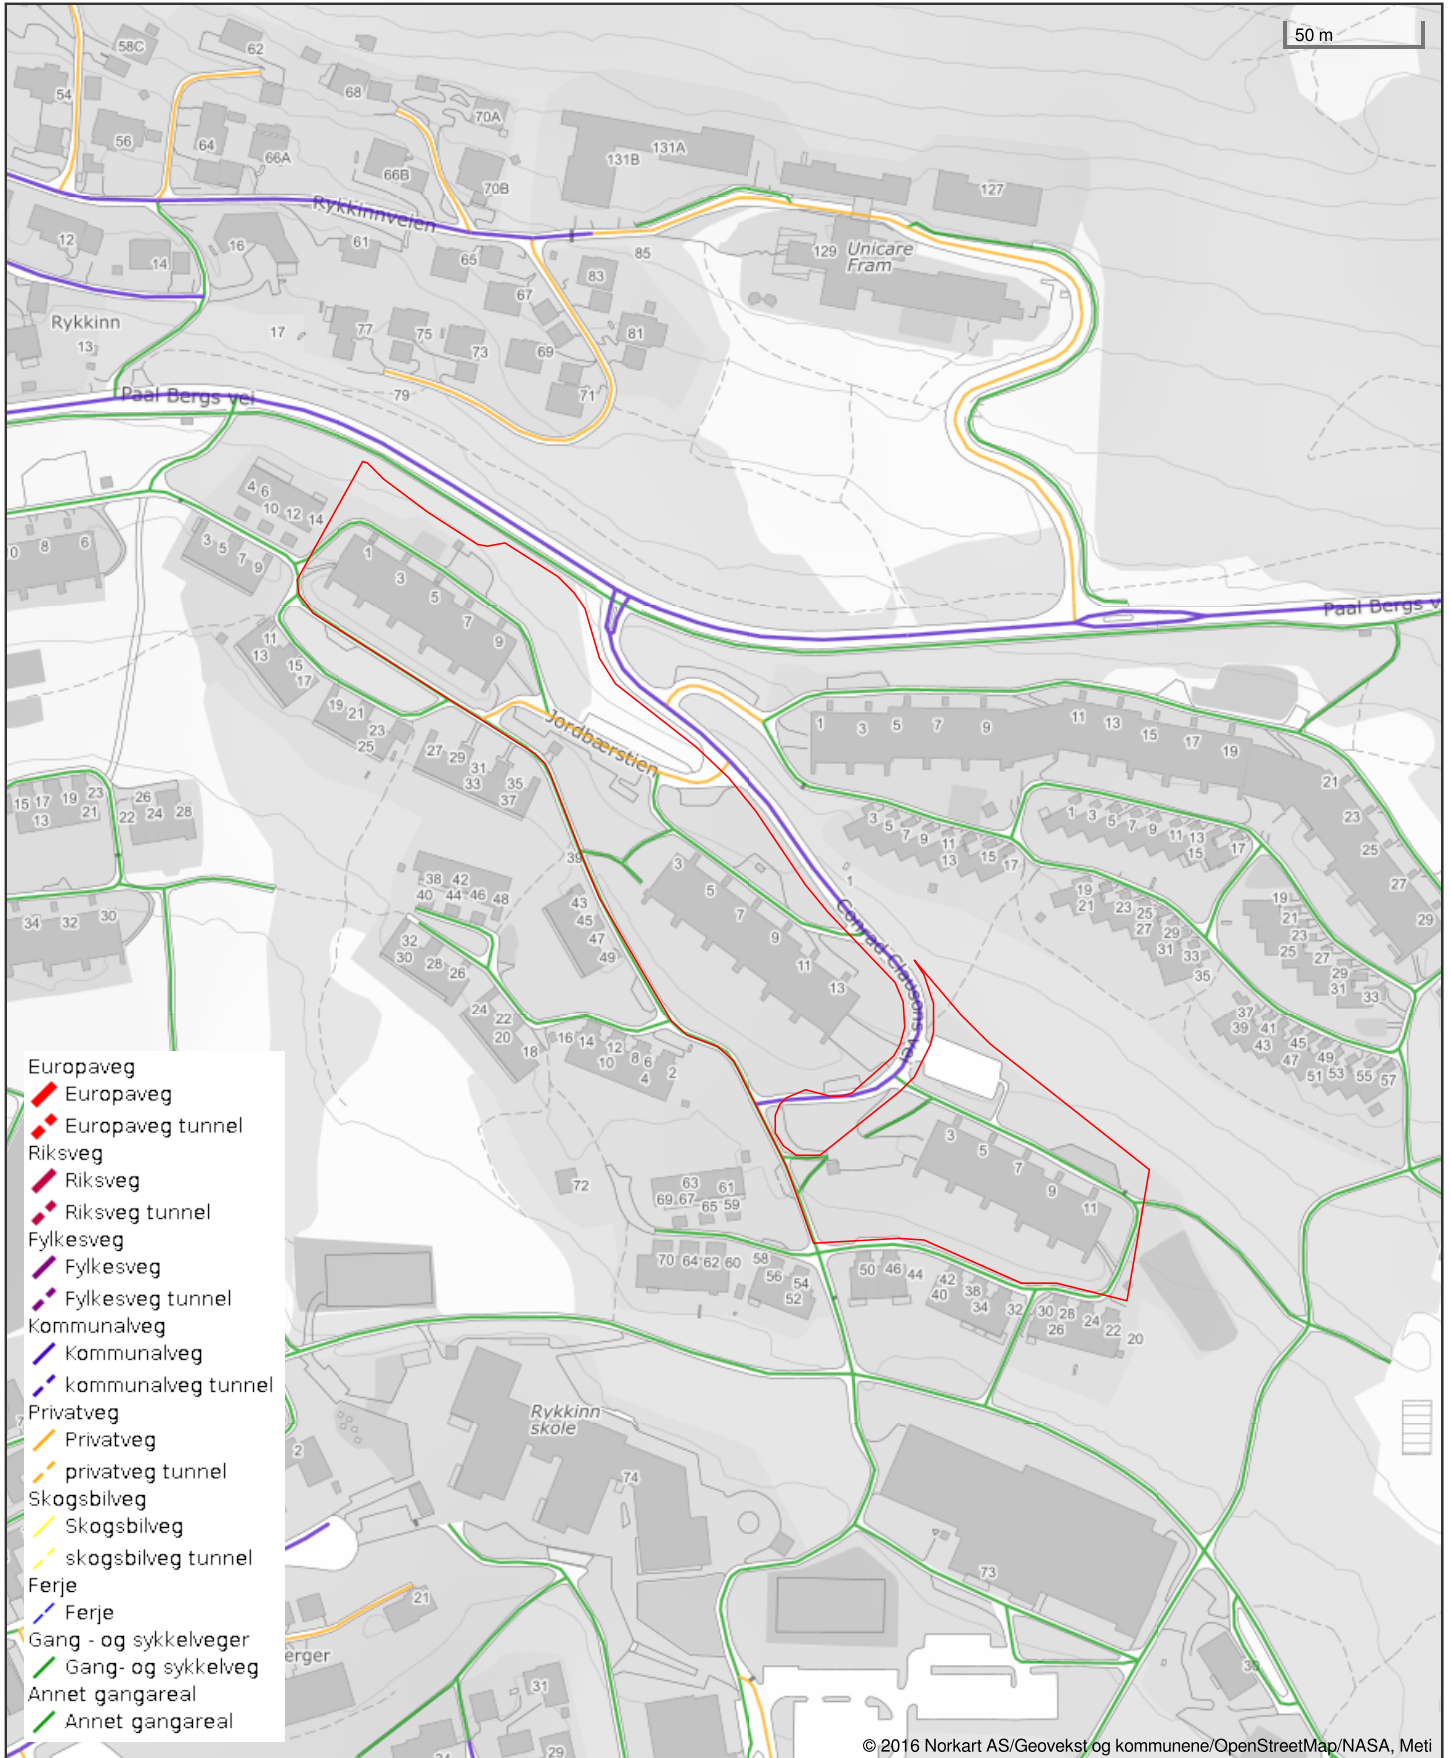 50 m
58C
62
54
68
70A
56
64
66A
131A
131B
66B
70B
127
Rykkinnveien
12
16
61
14
65
85
129
Unicare
Fram
83
67
Rykkinn
13
17
77
75
81
73
69
79
71
Paal Bergs vei
4 6
10 12 14
8 6
3 5 7 9
1
3
5
7
9
Paal Bergs v
11
13
15
17
19 21
23
25
Jordbærstien
27 29
31
33
35
37
1 3 5 7 9
11 13
15 17 19
21
23
25
27
29
15 17 19 23
13 21
26
22 24 28
3 5 7 9 11
13 15 17
1 3 5 7 9 11 13
15 17
39
38 42
40 44 46 48
43
45
47
49
3
5
7
9
11
13
1
Conrad Clausons vei
19
21 23 25
27 29
31 33
35
19
21
23
25 27
29
31 33
34 32 30
32
30 28 26
24
22
20
18
16 14 12
10 8 6
4 2
37
39 41
43 45
47 49
51 53 55 57
3
5
7
9
11
72
63 61
69 67 65 59
70 64 62 60
58
56 54
52
50 46 44
42
40 38
34 32
30 28 24
26 22 20
Rykkinn
skole
74
2
73
21
erger
31
29
30
Europaveg
Europaveg
Europaveg tunnel
Riksveg
Riksveg
Riksveg tunnel
Fylkesveg
Fylkesveg
Fylkesveg tunnel
Kommunalveg
Kommunalveg
kommunalveg tunnel
Privatveg
Privatveg
privatveg tunnel
Skogsbilveg
Skogsbilveg
skogsbilveg tunnel
Ferje
Ferje
Gang - og sykkelveger
Gang- og sykkelveg
Annet gangareal
Annet gangareal
© 2016 Norkart AS/Geovekst og kommunene/OpenStreetMap/NASA, Meti